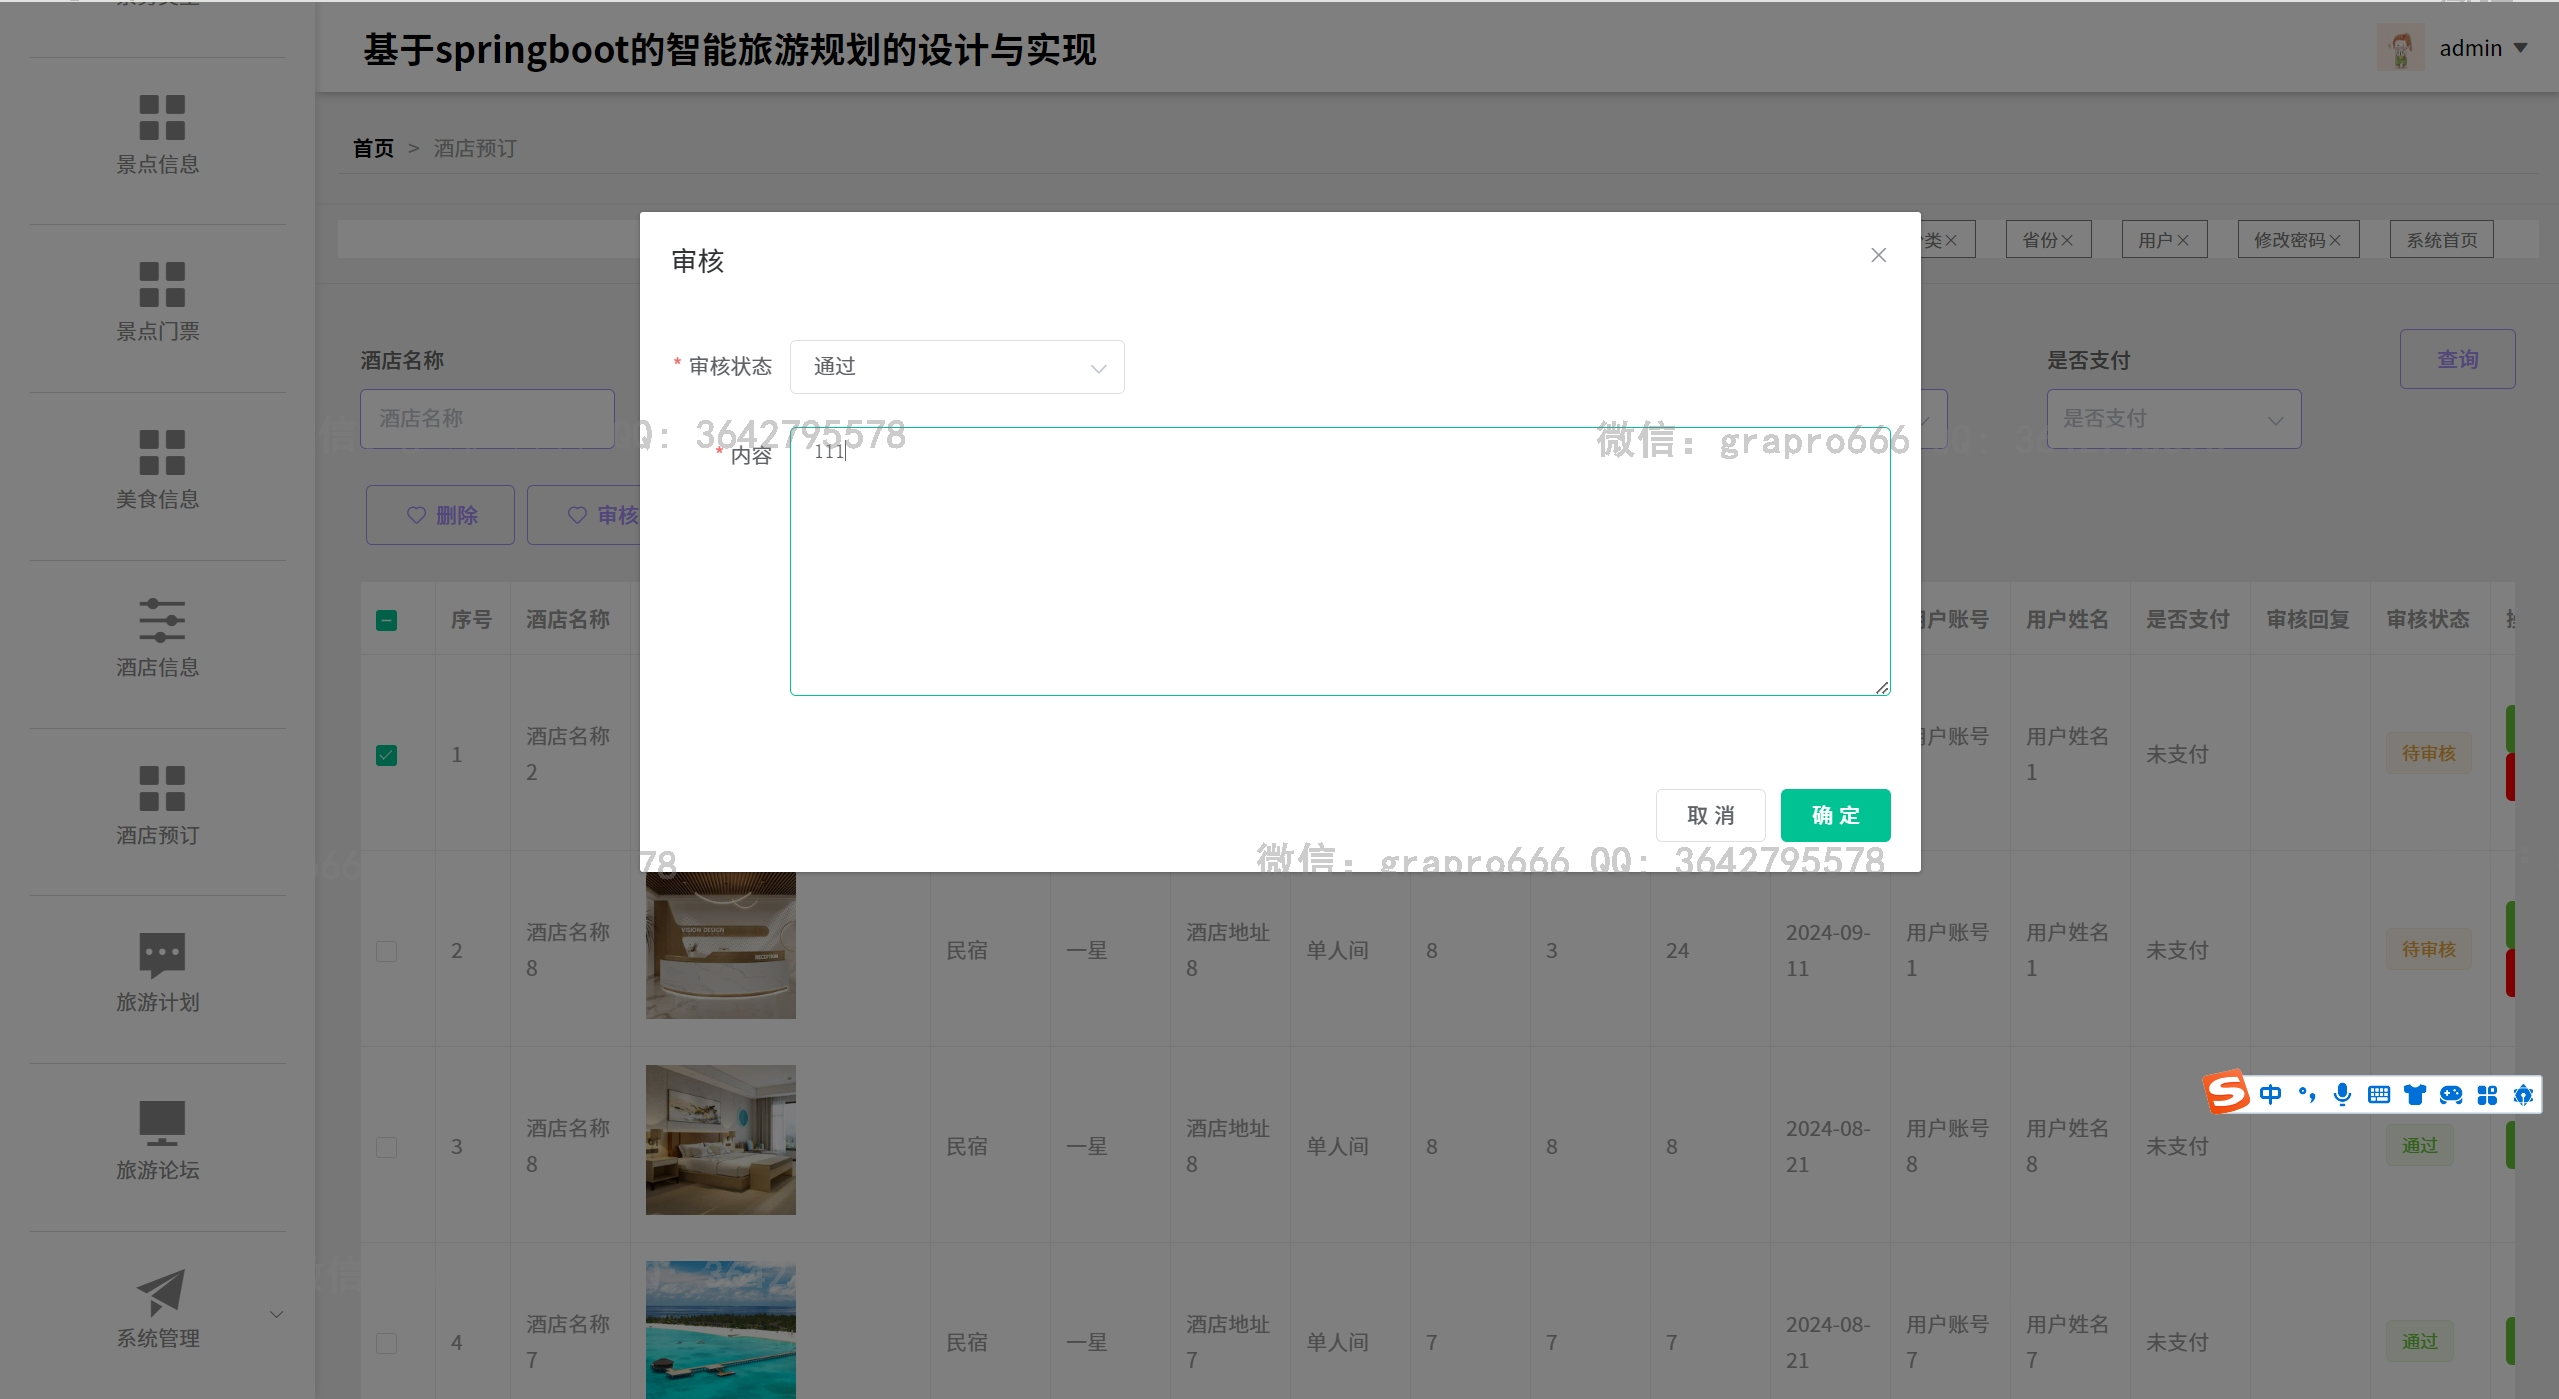 基于springboot的智能旅游规划的设计与实现
admin
景点信息
景点门票
美食信息
酒店信息
酒店预订
旅游计划
旅游论坛
系统管理
首页 > 酒店预订
类× 省份× 用户× 修改密码× 系统首页
酒店名称
酒店名称
是否支付
是否支付
查询
删除
审核
审核
* 审核状态 通过
* 内容 111
取消 确定
微信: grapro666
QQ: 3642795578
微信: grapro666 QQ: 3642795578
序号 酒店名称 用户账号 用户姓名 是否支付 审核回复 审核状态
1 酒店名称2 用户账号 用户姓名1 未支付 待审核
2 酒店名称8 民宿 一星 酒店地址8 单人间 8 3 24 2024-09-11 用户账号1 用户姓名1 未支付 待审核
VISION DESIGN
RECEPTION
3 酒店名称8 民宿 一星 酒店地址8 单人间 8 8 8 2024-08-21 用户账号8 用户姓名8 未支付 通过
4 酒店名称7 民宿 一星 酒店地址7 单人间 7 7 7 2024-08-21 用户账号7 用户姓名7 未支付 通过
中